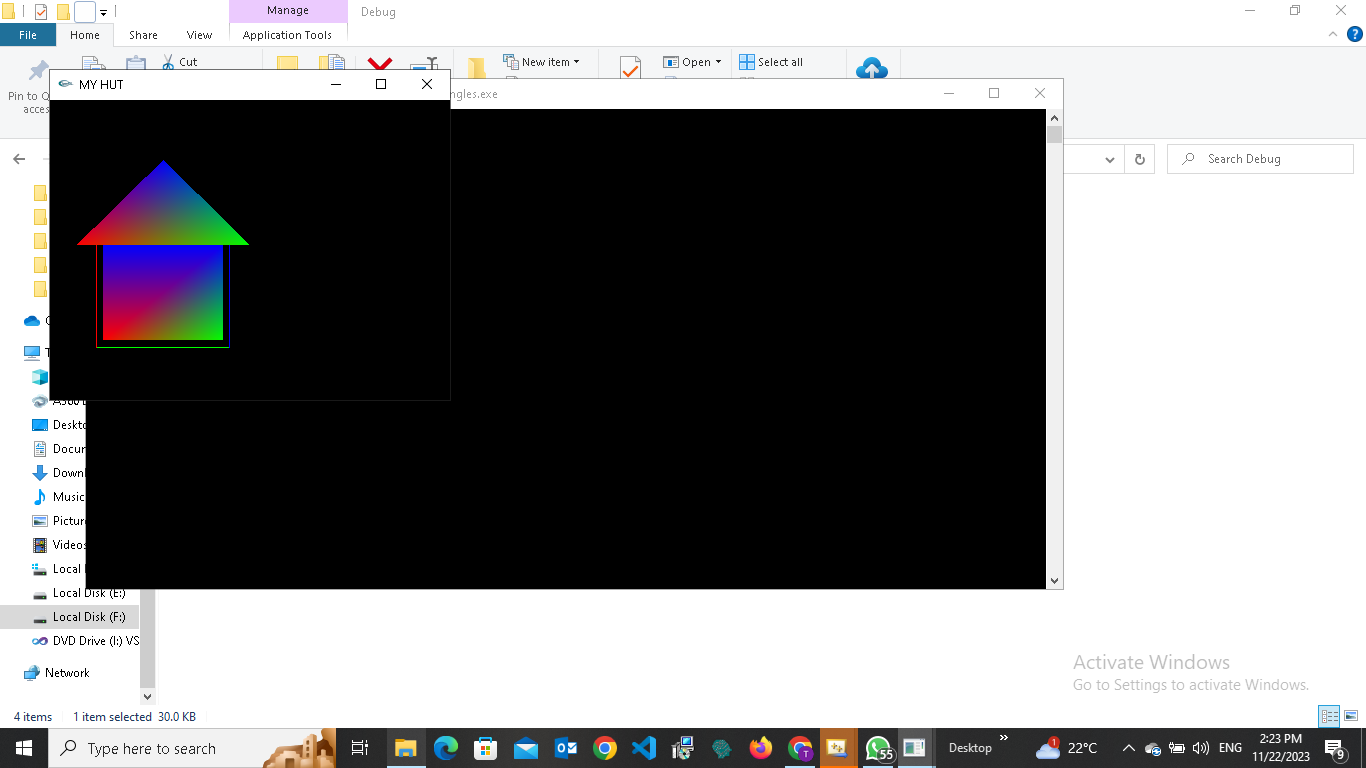 Manage
Debug
File
Home
Share
View
Application Tools
Cut
New item
Open
Select all
Pin to Q
acces
MY HUT
ngles.exe
Search Debug
Deskto
Docun
Downl
Music
Picture
Videos
Local
Local Disk (E:)
Local Disk (F:)
DVD Drive (I:) VS
Network
4 items
1 item selected 30.0 KB
Activate Windows
Go to Settings to activate Windows.
Type here to search
T
55
Desktop
1
22°C
ENG
2:23 PM
11/22/2023
9